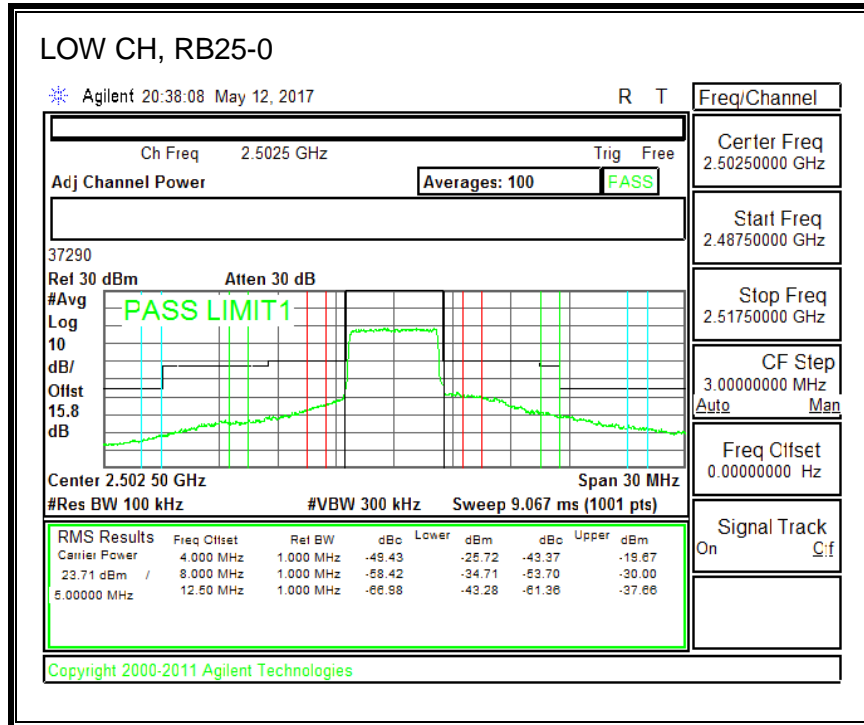 LOW CH, RB25-0
Agilent 20:38:08 May 12, 2017 R T
Freq/Channel
Ch Freq 2.5025 GHz Trig Free
Adj Channel Power Averages: 100 PASS
37290
Ref 30 dBm Atten 30 dB
#Avg
Log
10
dB/
Offst
15.8
dB
PASS LIMIT1
Center 2.502 50 GHz Span 30 MHz
#Res BW 100 kHz #VBW 300 kHz Sweep 9.067 ms (1001 pts)
RMS Results Freq Offset Ref BW dBc Lower dBm dBc Upper dBm
Carrier Power 4.000 MHz 1.000 MHz -49.43 -25.72 -43.37 -19.67
23.71 dBm / 8.000 MHz 1.000 MHz -58.42 -34.71 -53.70 -30.00
5.00000 MHz 12.50 MHz 1.000 MHz -66.98 -43.28 -61.36 -37.66
Center Freq
2.50250000 GHz
Start Freq
2.48750000 GHz
Stop Freq
2.51750000 GHz
CF Step
3.00000000 MHz
Auto Man
Freq Offset
0.00000000 Hz
Signal Track
On Off
Copyright 2000-2011 Agilent Technologies